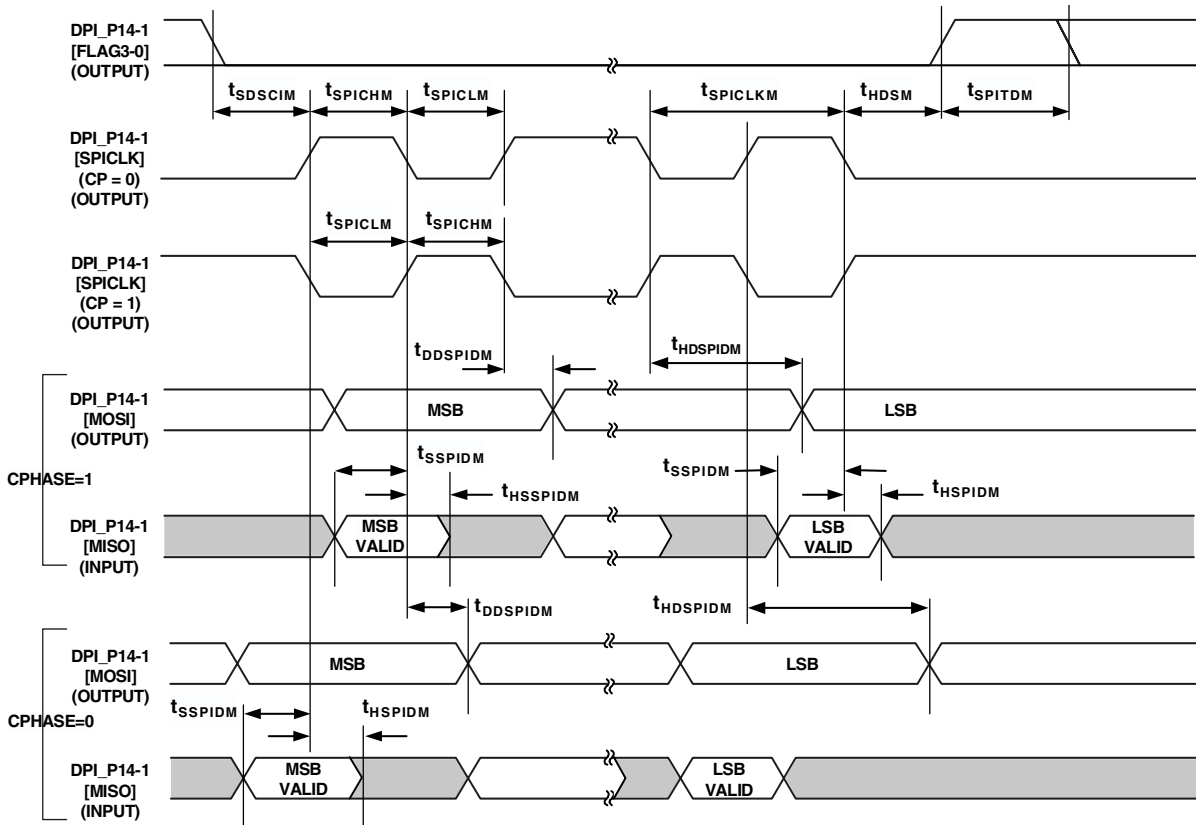 DPI_P14-1
[FLAG3-0]
(OUTPUT)
tSDSCIM tSPICHM tSPICLM tSPICLKM tHDSM tSPITDM
DPI_P14-1
[SPICLK]
(CP = 0)
(OUTPUT)
tSPICLM tSPICHM
DPI_P14-1
[SPICLK]
(CP = 1)
(OUTPUT)
tDDSPIDM tHDSPIDM
CPHASE=1
DPI_P14-1
[MOSI]
(OUTPUT)
MSB LSB
tSSPIDM tSSPIDM
tHSSPIDM tHSPIDM
DPI_P14-1
[MISO]
(INPUT)
MSB
VALID
LSB
VALID
tDDSPIDM tHDSPIDM
CPHASE=0
DPI_P14-1
[MOSI]
(OUTPUT)
MSB LSB
tSSPIDM tHSPIDM
DPI_P14-1
[MISO]
(INPUT)
MSB
VALID
LSB
VALID